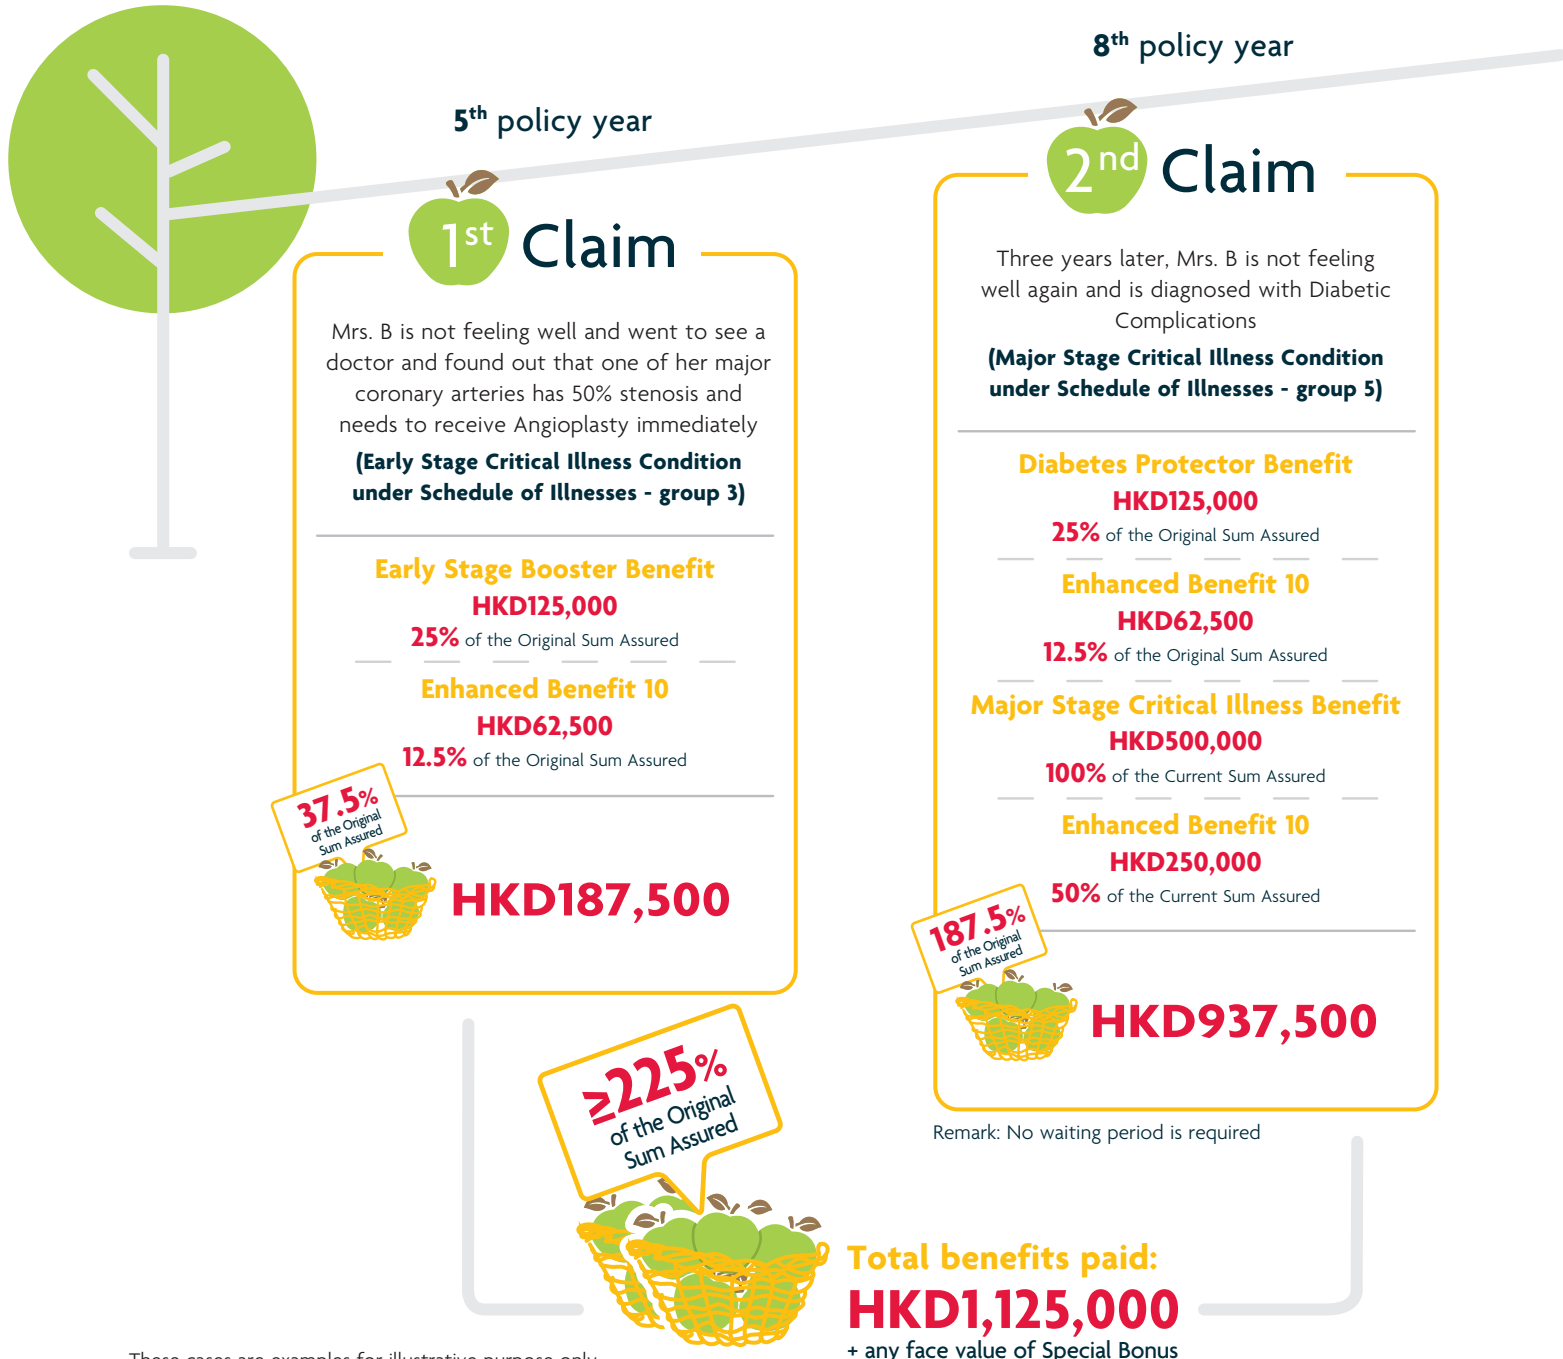 5th policy year
1st Claim
Mrs. B is not feeling well and went to see a
doctor and found out that one of her major
coronary arteries has 50% stenosis and
needs to receive Angioplasty immediately
(Early Stage Critical Illness Condition
under Schedule of Illnesses - group 3)
Early Stage Booster Benefit
HKD125,000
25% of the Original Sum Assured
Enhanced Benefit 10
HKD62,500
12.5% of the Original Sum Assured
37.5%
of the Original
Sum Assured
HKD187,500
8th policy year
2nd Claim
Three years later, Mrs. B is not feeling
well again and is diagnosed with Diabetic
Complications
(Major Stage Critical Illness Condition
under Schedule of Illnesses - group 5)
Diabetes Protector Benefit
HKD125,000
25% of the Original Sum Assured
Enhanced Benefit 10
HKD62,500
12.5% of the Original Sum Assured
Major Stage Critical Illness Benefit
HKD500,000
100% of the Current Sum Assured
Enhanced Benefit 10
HKD250,000
50% of the Current Sum Assured
187.5%
of the Original
Sum Assured
HKD937,500
Remark: No waiting period is required
≥225%
of the Original
Sum Assured
Total benefits paid:
HKD1,125,000
+ any face value of Special Bonus
These cases are examples for illustrative purpose only